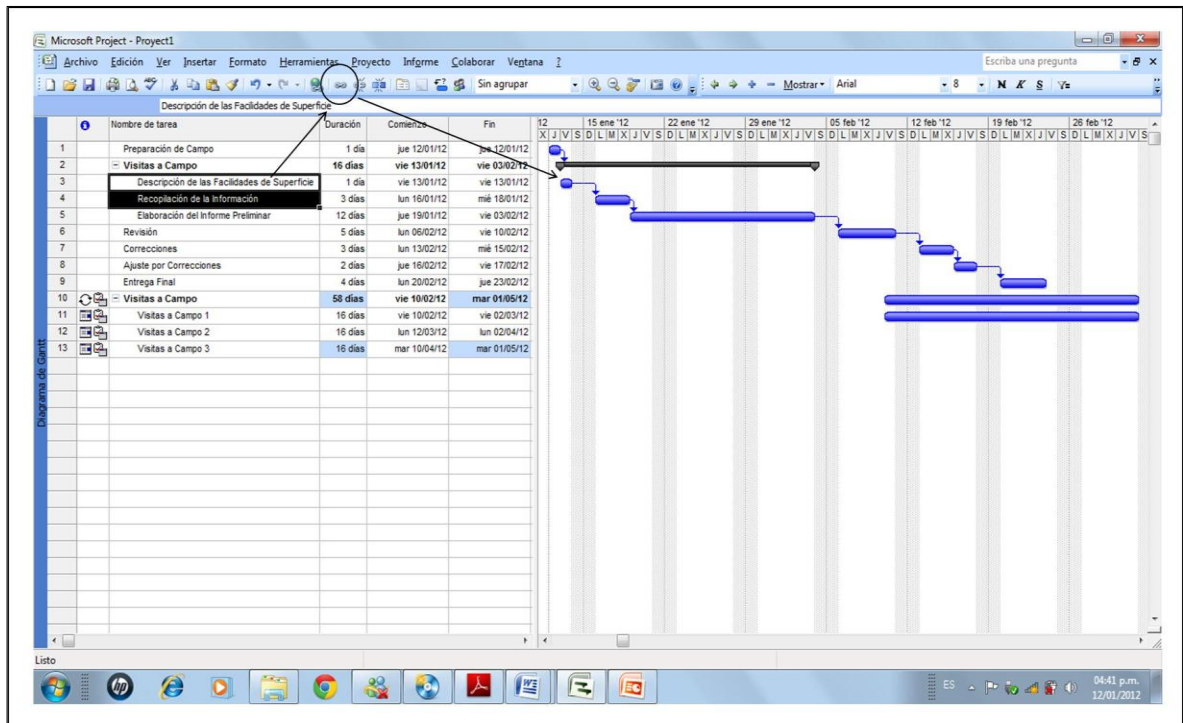 Microsoft Project - Proyect1
Archivo Edición Ver Insertar Formato Herramientas Proyecto Informe Colaborar Ventana ? Escriba una pregunta
Sin agrupar Mostrar Arial 8 N K S
Descripción de las Facilidades de Superficie
Nombre de tarea Duración Comienzo Fin 12 15 ene '12 22 ene '12 29 ene '12 05 feb '12 12 feb '12 19 feb '12 26 feb '12
X J V S D L M X J V S D L M X J V S D L M X J V S D L M X J V S D L M X J V S D L M X J V S D L M X J V S
1 Preparación de Campo 1 día jue 12/01/12 jue 12/01/12
2 Visitas a Campo 16 días vie 13/01/12 vie 03/02/12
3 Descripción de las Facilidades de Superficie 1 día vie 13/01/12 vie 13/01/12
4 Recopilación de la Información 3 días lun 16/01/12 mié 18/01/12
5 Elaboración del Informe Preliminar 12 días jue 19/01/12 vie 03/02/12
6 Revisión 5 días lun 06/02/12 vie 10/02/12
7 Correcciones 3 días lun 13/02/12 mié 15/02/12
8 Ajuste por Correcciones 2 días jue 16/02/12 vie 17/02/12
9 Entrega Final 4 días lun 20/02/12 jue 23/02/12
10 Visitas a Campo 58 días vie 10/02/12 mar 01/05/12
11 Visitas a Campo 1 16 días vie 10/02/12 vie 02/03/12
12 Visitas a Campo 2 16 días lun 12/03/12 lun 02/04/12
13 Visitas a Campo 3 16 días mar 10/04/12 mar 01/05/12
Diagrama de Gantt
Listo
hp ES 04:41 p.m.
12/01/2012